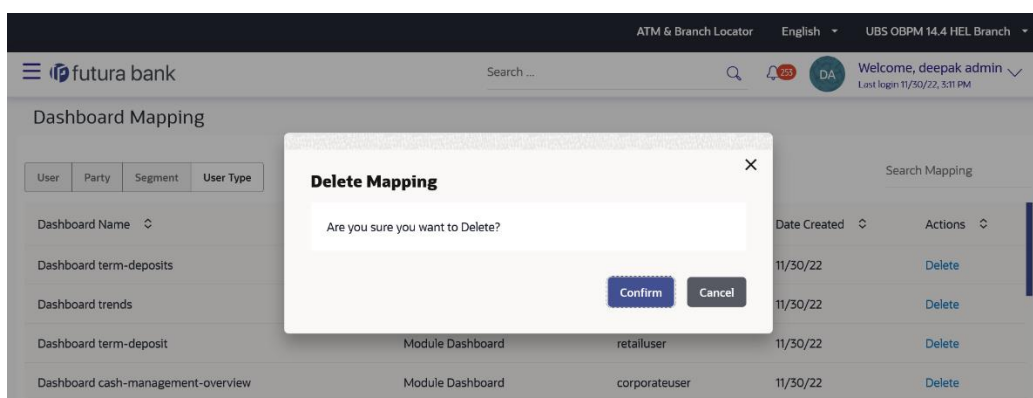 ATM & Branch Locator English UBS OBPM 14.4 HEL Branch
futura bank Search ... 253 DA Welcome, deepak admin
Last login 11/30/22, 3:11 PM
Dashboard Mapping
User Party Segment User Type Search Mapping
Delete Mapping
Are you sure you want to Delete?
Confirm Cancel
Dashboard Name Date Created Actions
Dashboard term-deposits 11/30/22 Delete
Dashboard trends 11/30/22 Delete
Dashboard term-deposit Module Dashboard retailuser 11/30/22 Delete
Dashboard cash-management-overview Module Dashboard corporateuser 11/30/22 Delete